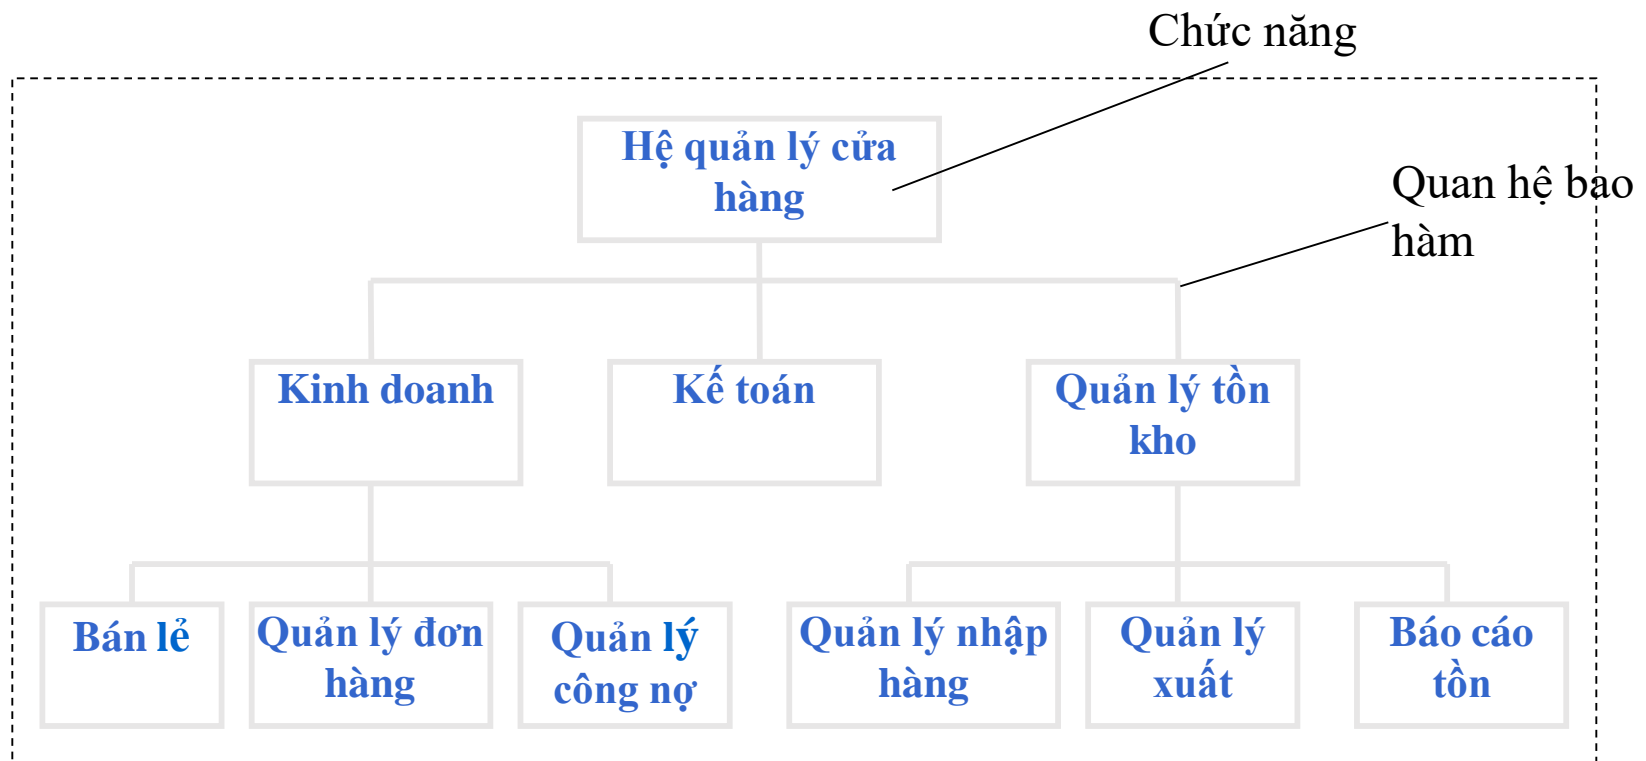 Chức năng
Hệ quản lý cửa
hàng
Quan hệ bao
hàm
Kinh doanh
Kế toán
Quản lý tồn
kho
Bán lẻ
Quản lý đơn
hàng
Quản lý
công nợ
Quản lý nhập
hàng
Quản lý
xuất
Báo cáo
tồn